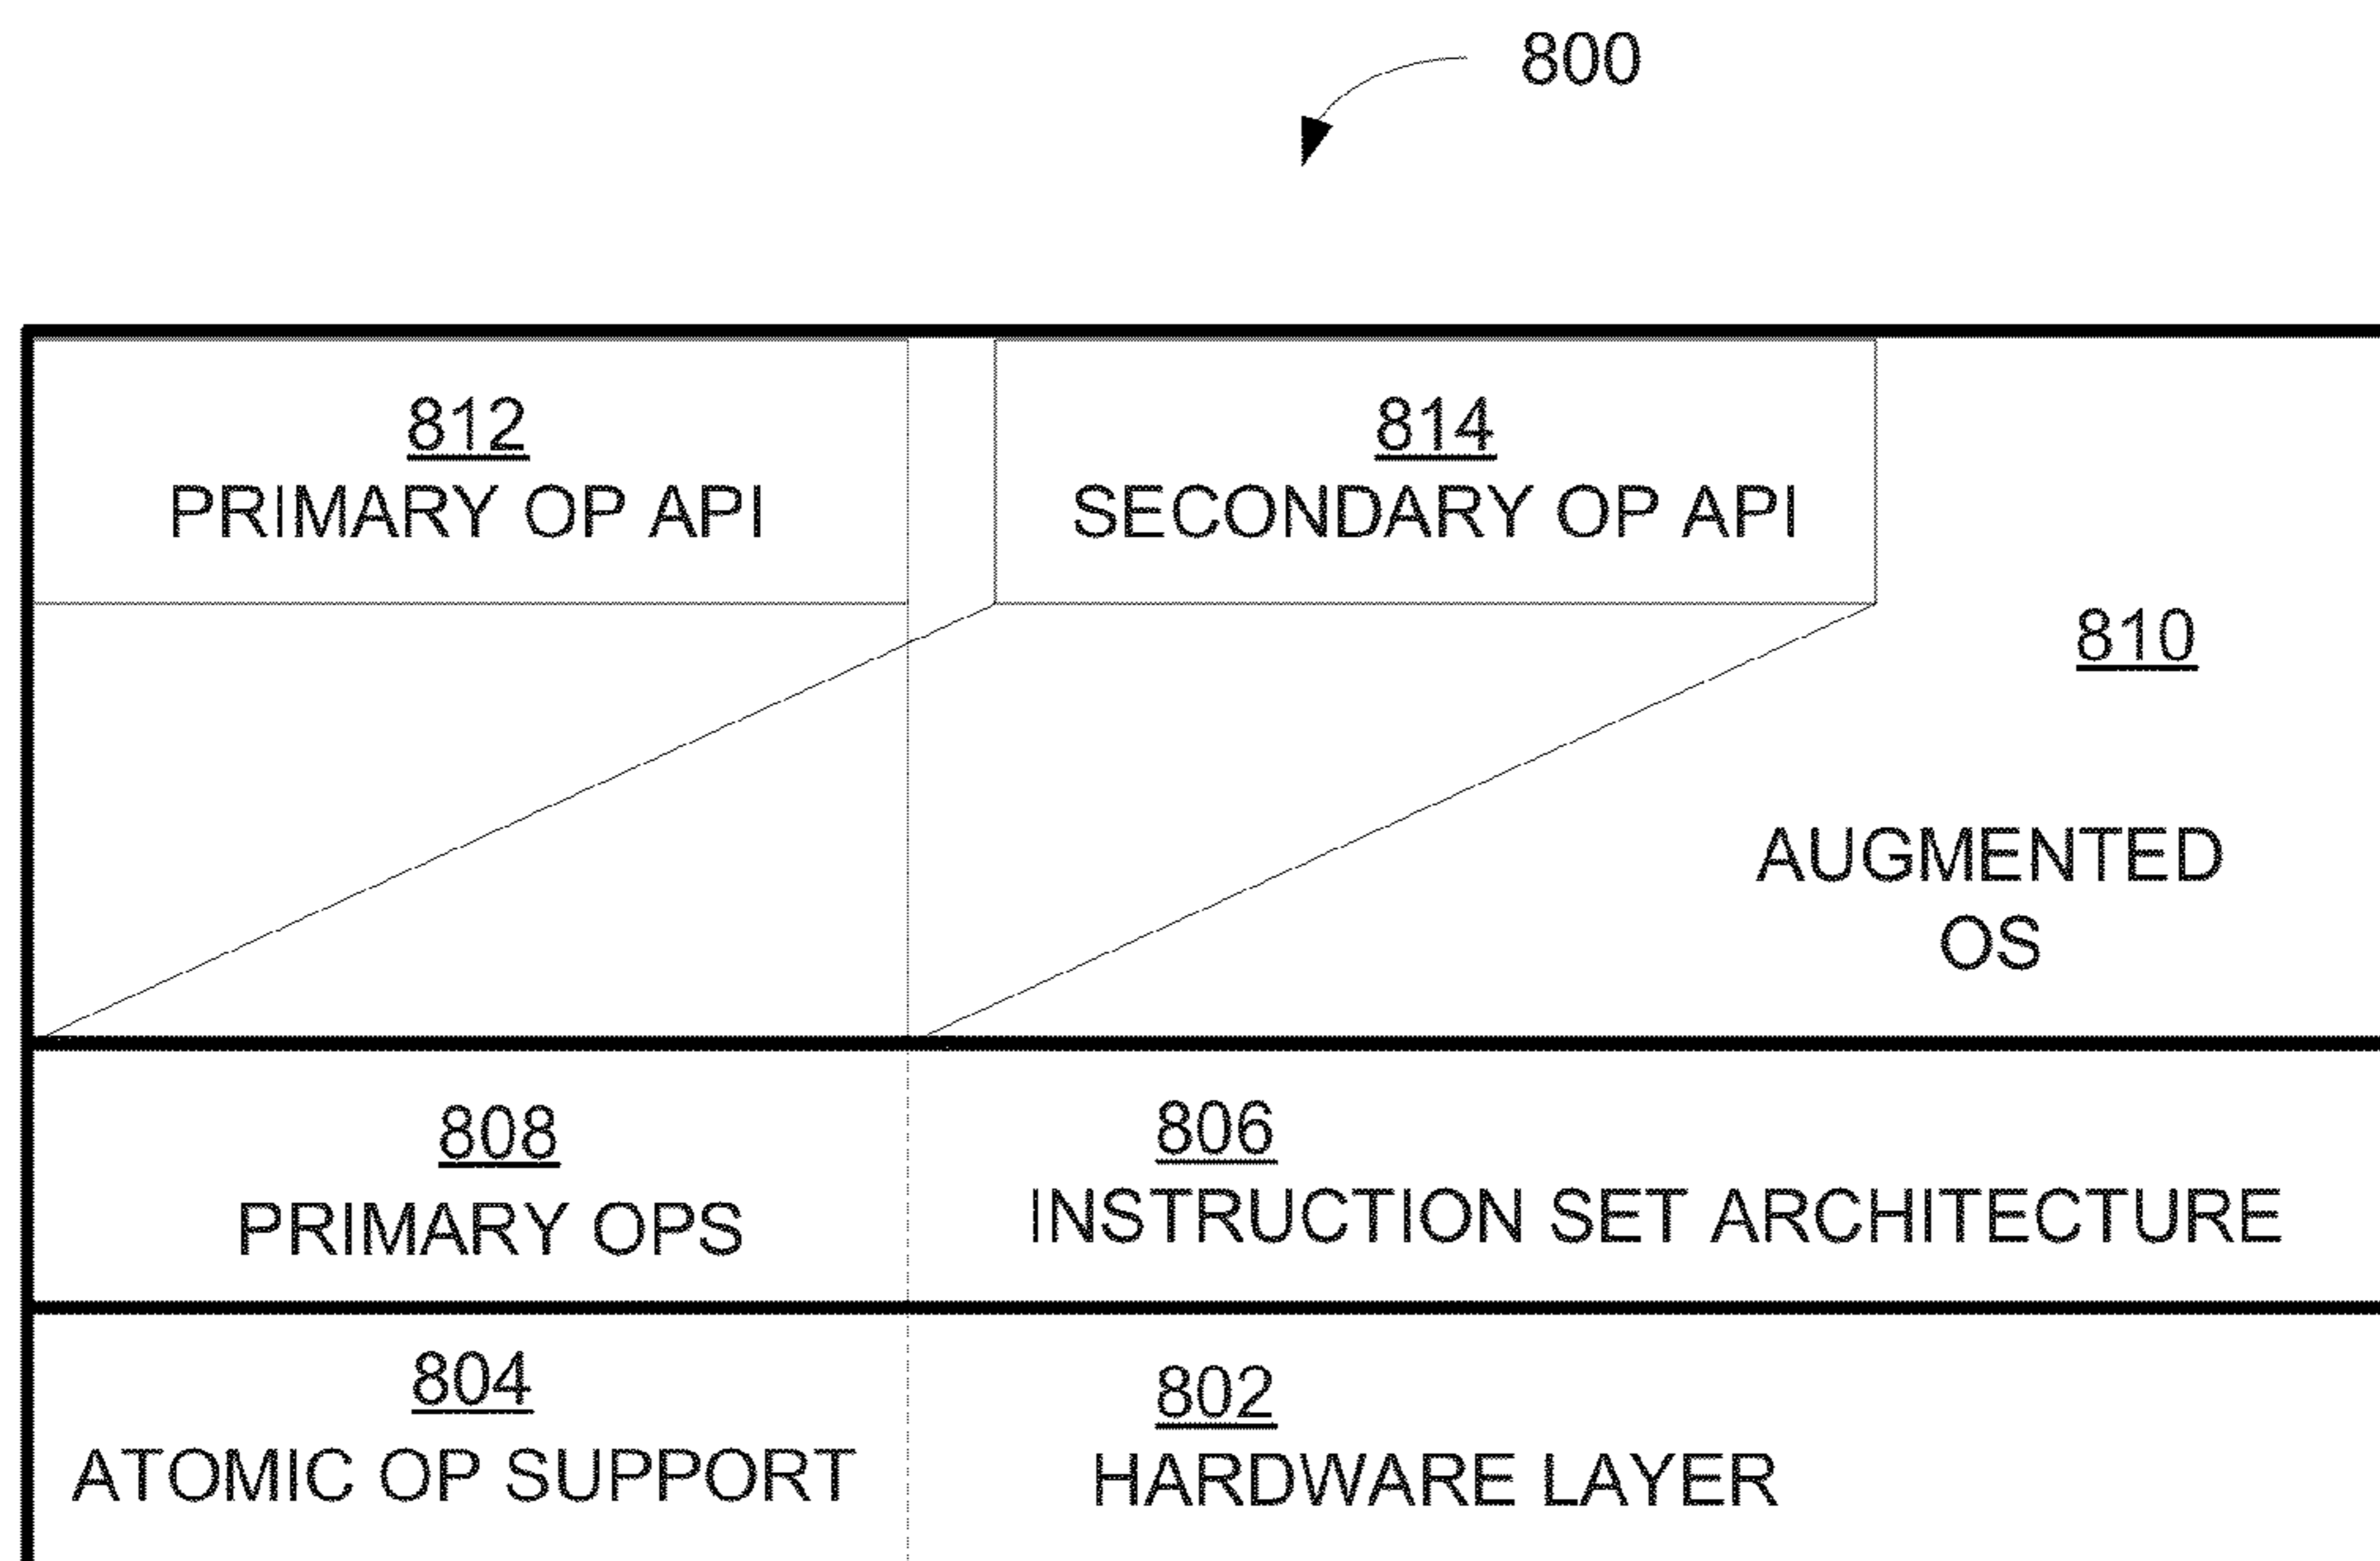 800
812
PRIMARY OP API
814
SECONDARY OP API
810
AUGMENTED
OS
808
PRIMARY OPS
806
INSTRUCTION SET ARCHITECTURE
804
ATOMIC OP SUPPORT
802
HARDWARE LAYER